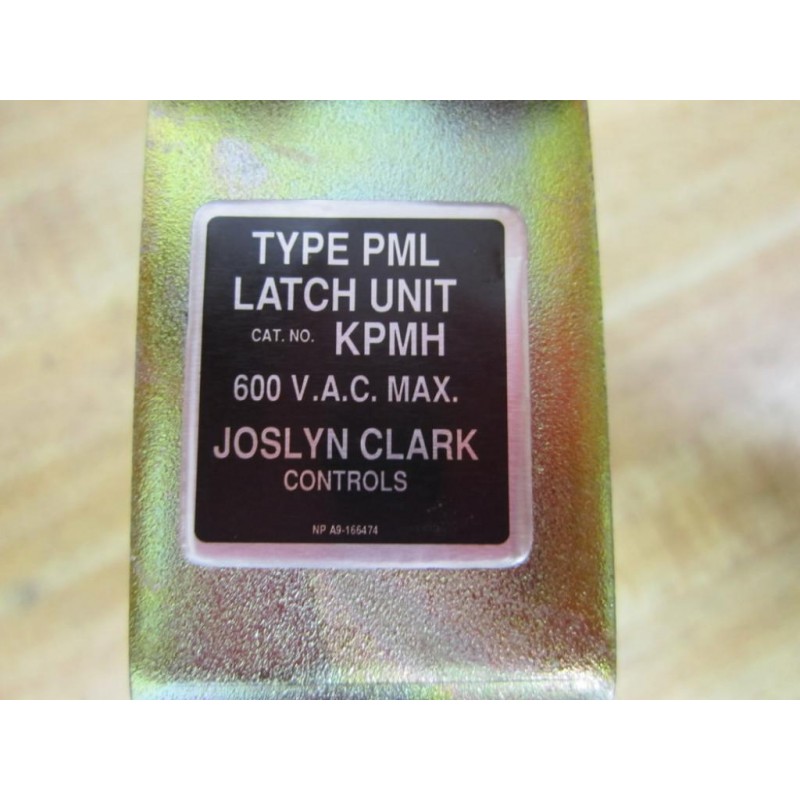 TYPE PML
LATCH UNIT
CAT. NO. KPMH
600 V.A.C. MAX.
JOSLYN CLARK
CONTROLS
NP A9-166474